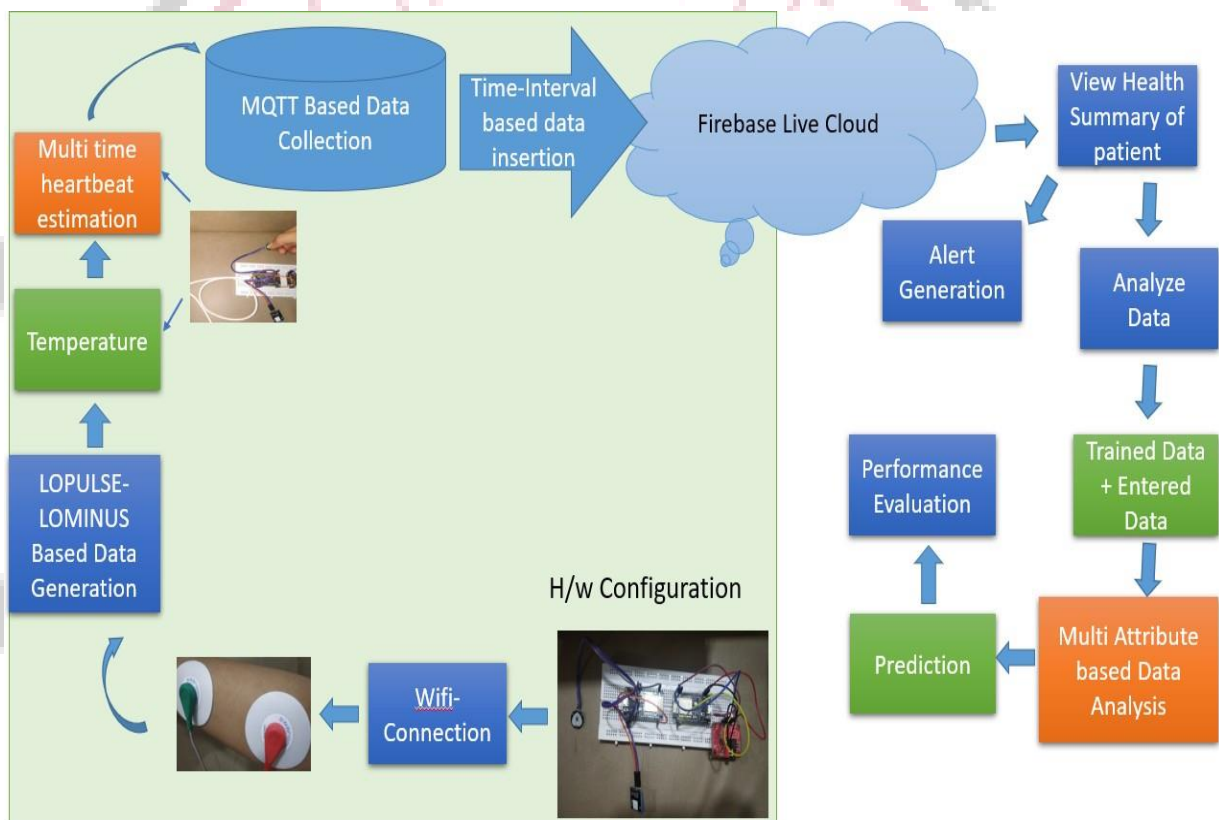 MQTT Based Data
Collection
Time-Interval
based data
insertion
Firebase Live Cloud
View Health
Summary of
patient
Multi time
heartbeat
estimation
Alert
Generation
Analyze
Data
Temperature
LOPULSE-
LOMINUS
Based Data
Generation
Performance
Evaluation
Trained Data
+ Entered
Data
H/w Configuration
Wifi-
Connection
Prediction
Multi Attribute
based Data
Analysis